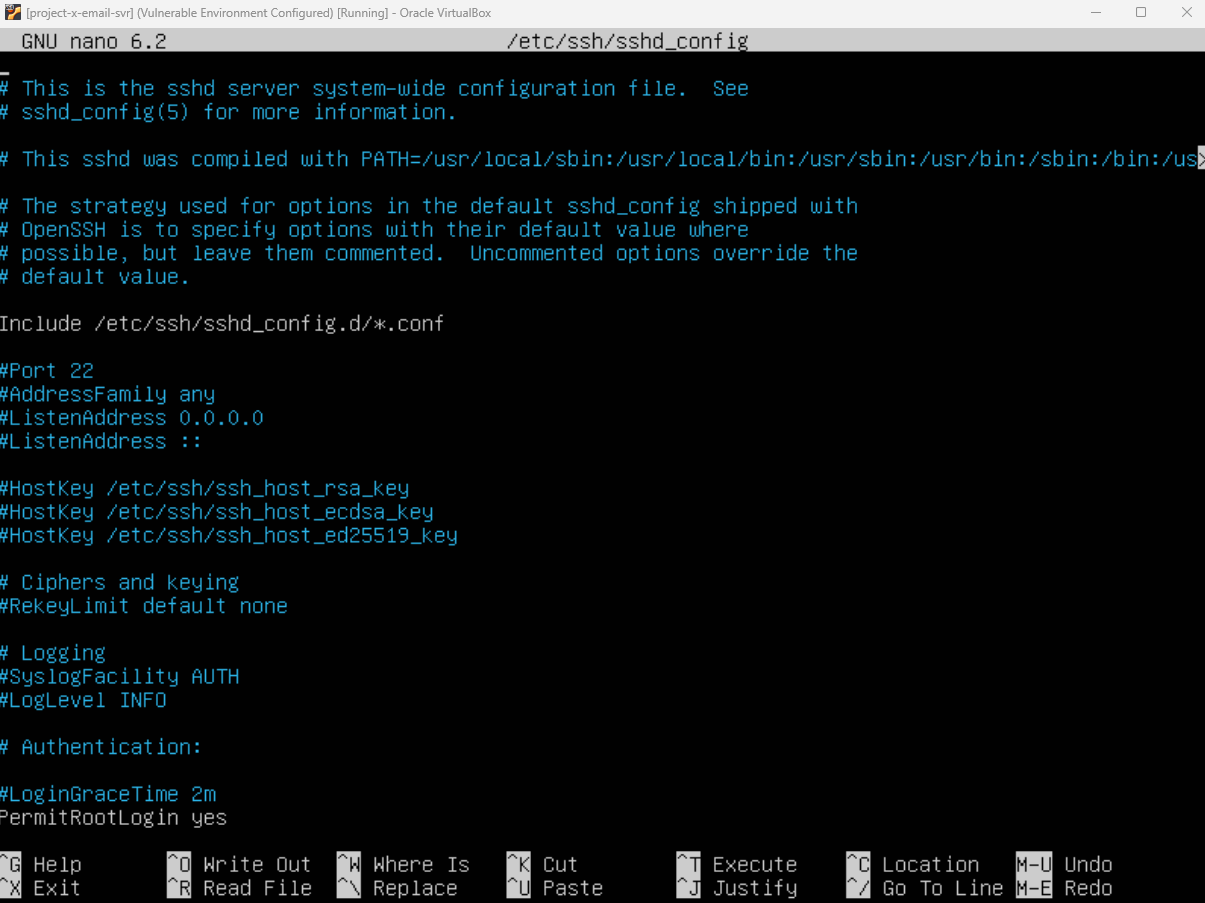 [project-x-email-svr] (Vulnerable Environment Configured) [Running] - Oracle VirtualBox
GNU nano 6.2 /etc/ssh/sshd_config
# This is the sshd server system-wide configuration file.  See
# sshd_config(5) for more information.
# This sshd was compiled with PATH=/usr/local/sbin:/usr/local/bin:/usr/sbin:/usr/bin:/sbin:/bin:/us>
# The strategy used for options in the default sshd_config shipped with
# OpenSSH is to specify options with their default value where
# possible, but leave them commented.  Uncommented options override the
# default value.
Include /etc/ssh/sshd_config.d/*.conf
#Port 22
#AddressFamily any
#ListenAddress 0.0.0.0
#ListenAddress ::
#HostKey /etc/ssh/ssh_host_rsa_key
#HostKey /etc/ssh/ssh_host_ecdsa_key
#HostKey /etc/ssh/ssh_host_ed25519_key
# Ciphers and keying
#RekeyLimit default none
# Logging
#SyslogFacility AUTH
#LogLevel INFO
# Authentication:
#LoginGraceTime 2m
PermitRootLogin yes
^G Help ^O Write Out ^W Where Is ^K Cut ^T Execute ^C Location M-U Undo
^X Exit ^R Read File ^\ Replace ^U Paste ^J Justify ^/ Go To Line M-E Redo